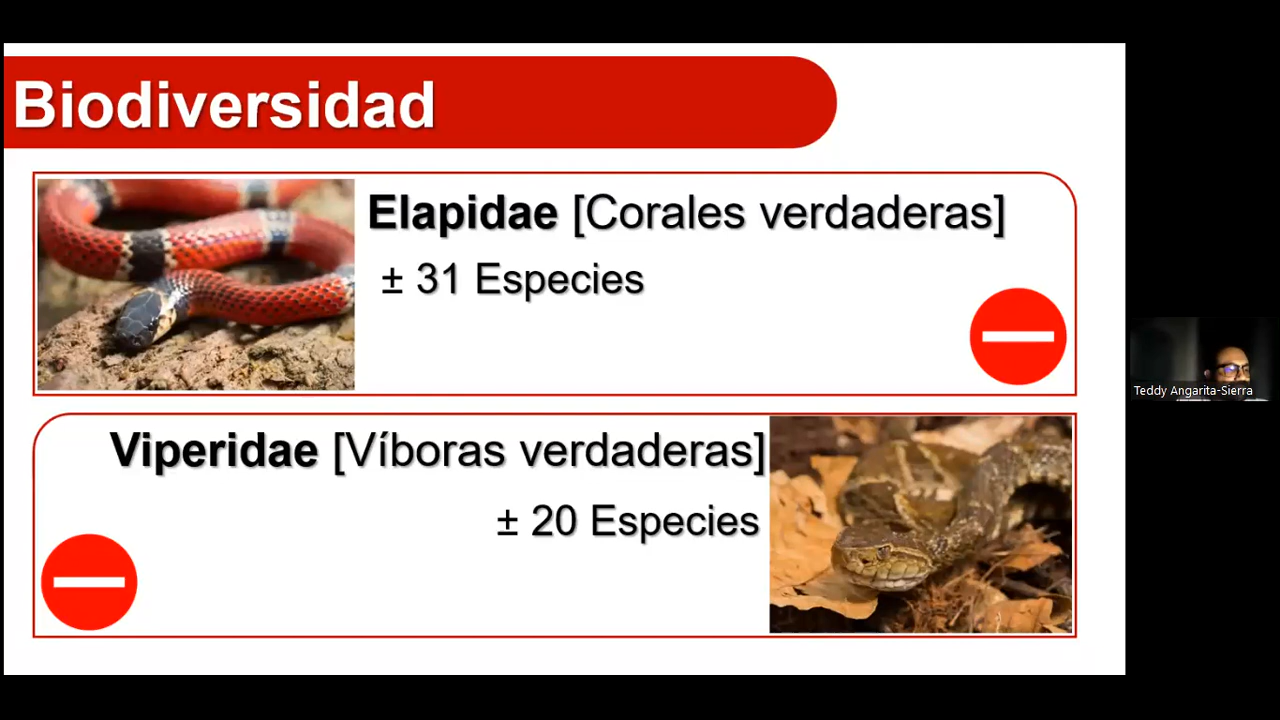 Biodiversidad
Elapidae [Corales verdaderas]
± 31 Especies
Viperidae [Víboras verdaderas]
± 20 Especies
Teddy Angarita-Sierra